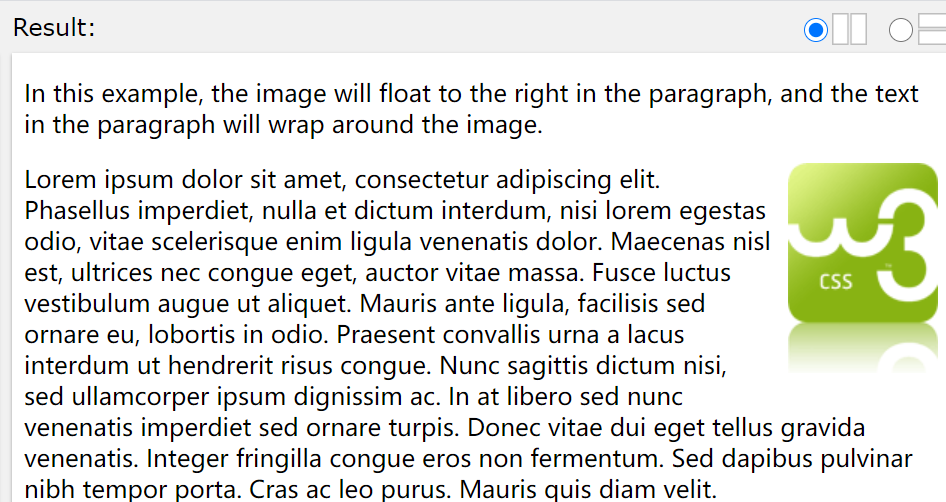 Result:
In this example, the image will float to the right in the paragraph, and the text
in the paragraph will wrap around the image.
Lorem ipsum dolor sit amet, consectetur adipiscing elit.
Phasellus imperdiet, nulla et dictum interdum, nisi lorem egestas
odio, vitae scelerisque enim ligula venenatis dolor. Maecenas nisl
est, ultrices nec congue eget, auctor vitae massa. Fusce luctus
vestibulum augue ut aliquet. Mauris ante ligula, facilisis sed
ornare eu, lobortis in odio. Praesent convallis urna a lacus
interdum ut hendrerit risus congue. Nunc sagittis dictum nisi,
sed ullamcorper ipsum dignissim ac. In at libero sed nunc
venenatis imperdiet sed ornare turpis. Donec vitae dui eget tellus gravida
venenatis. Integer fringilla congue eros non fermentum. Sed dapibus pulvinar
nibh tempor porta. Cras ac leo purus. Mauris quis diam velit.
w3
CSS
™